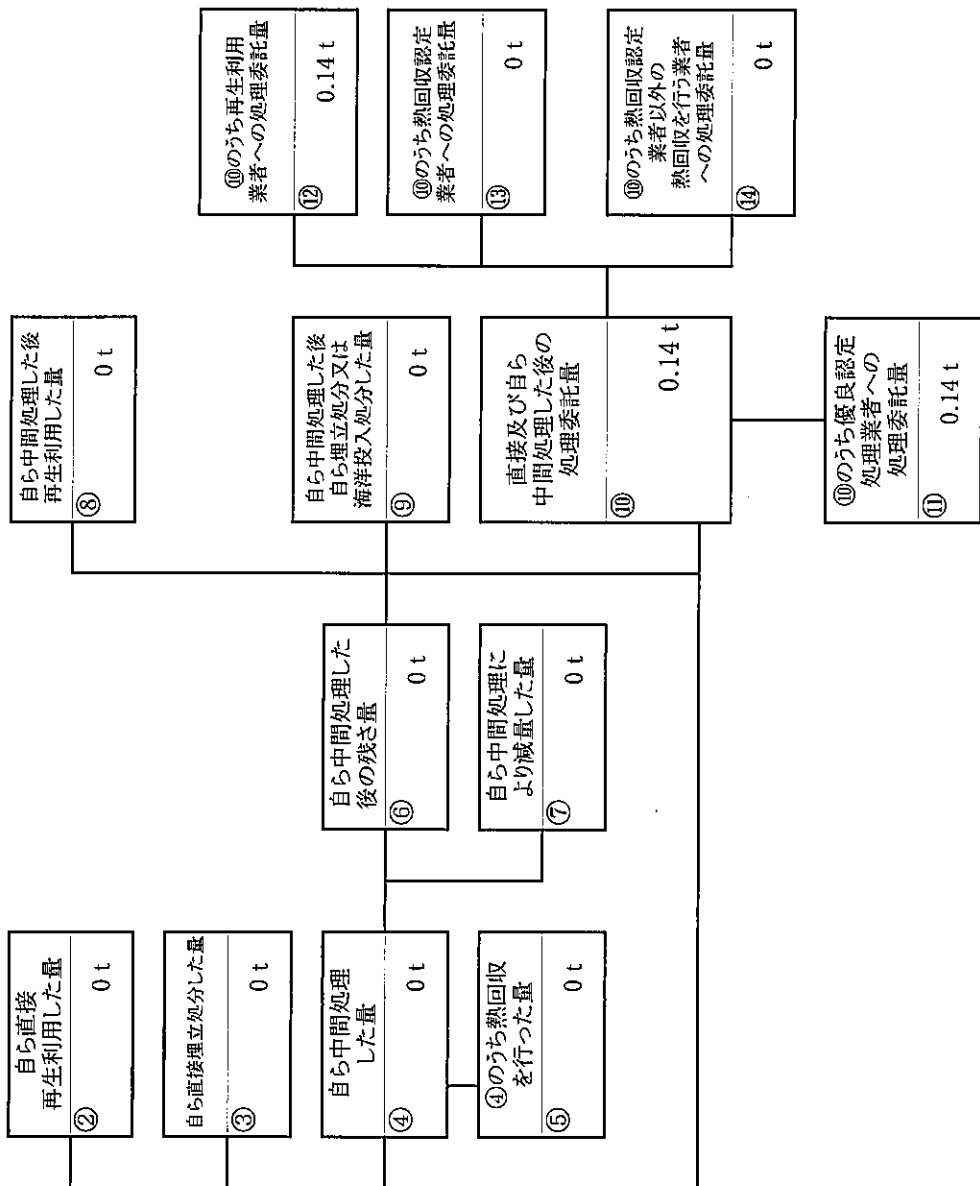 自ら直接
再生利用した量
②
0 t
自ら直接埋立処分した量
③
0 t
自ら中間処理
した量
④
0 t
④のうち熱回収
を行った量
⑤
0 t
自ら中間処理した
後の残さ量
⑥
0 t
自ら中間処理に
より減量した量
⑦
0 t
自ら中間処理した後
再生利用した量
⑧
0 t
自ら中間処理した後
自ら埋立処分又は
海洋投入処分した量
⑨
0 t
直接及び自ら
中間処理した後の
処理委託量
⑩
0.14 t
⑩のうち優良認定
処理業者への
処理委託量
⑪
0.14 t
⑩のうち再生利用
業者への処理委託量
⑫
0.14 t
⑩のうち熱回収認定
業者への処理委託量
⑬
0 t
⑩のうち熱回収認定
業者以外の
熱回収を行う業者
への処理委託量
⑭
0 t